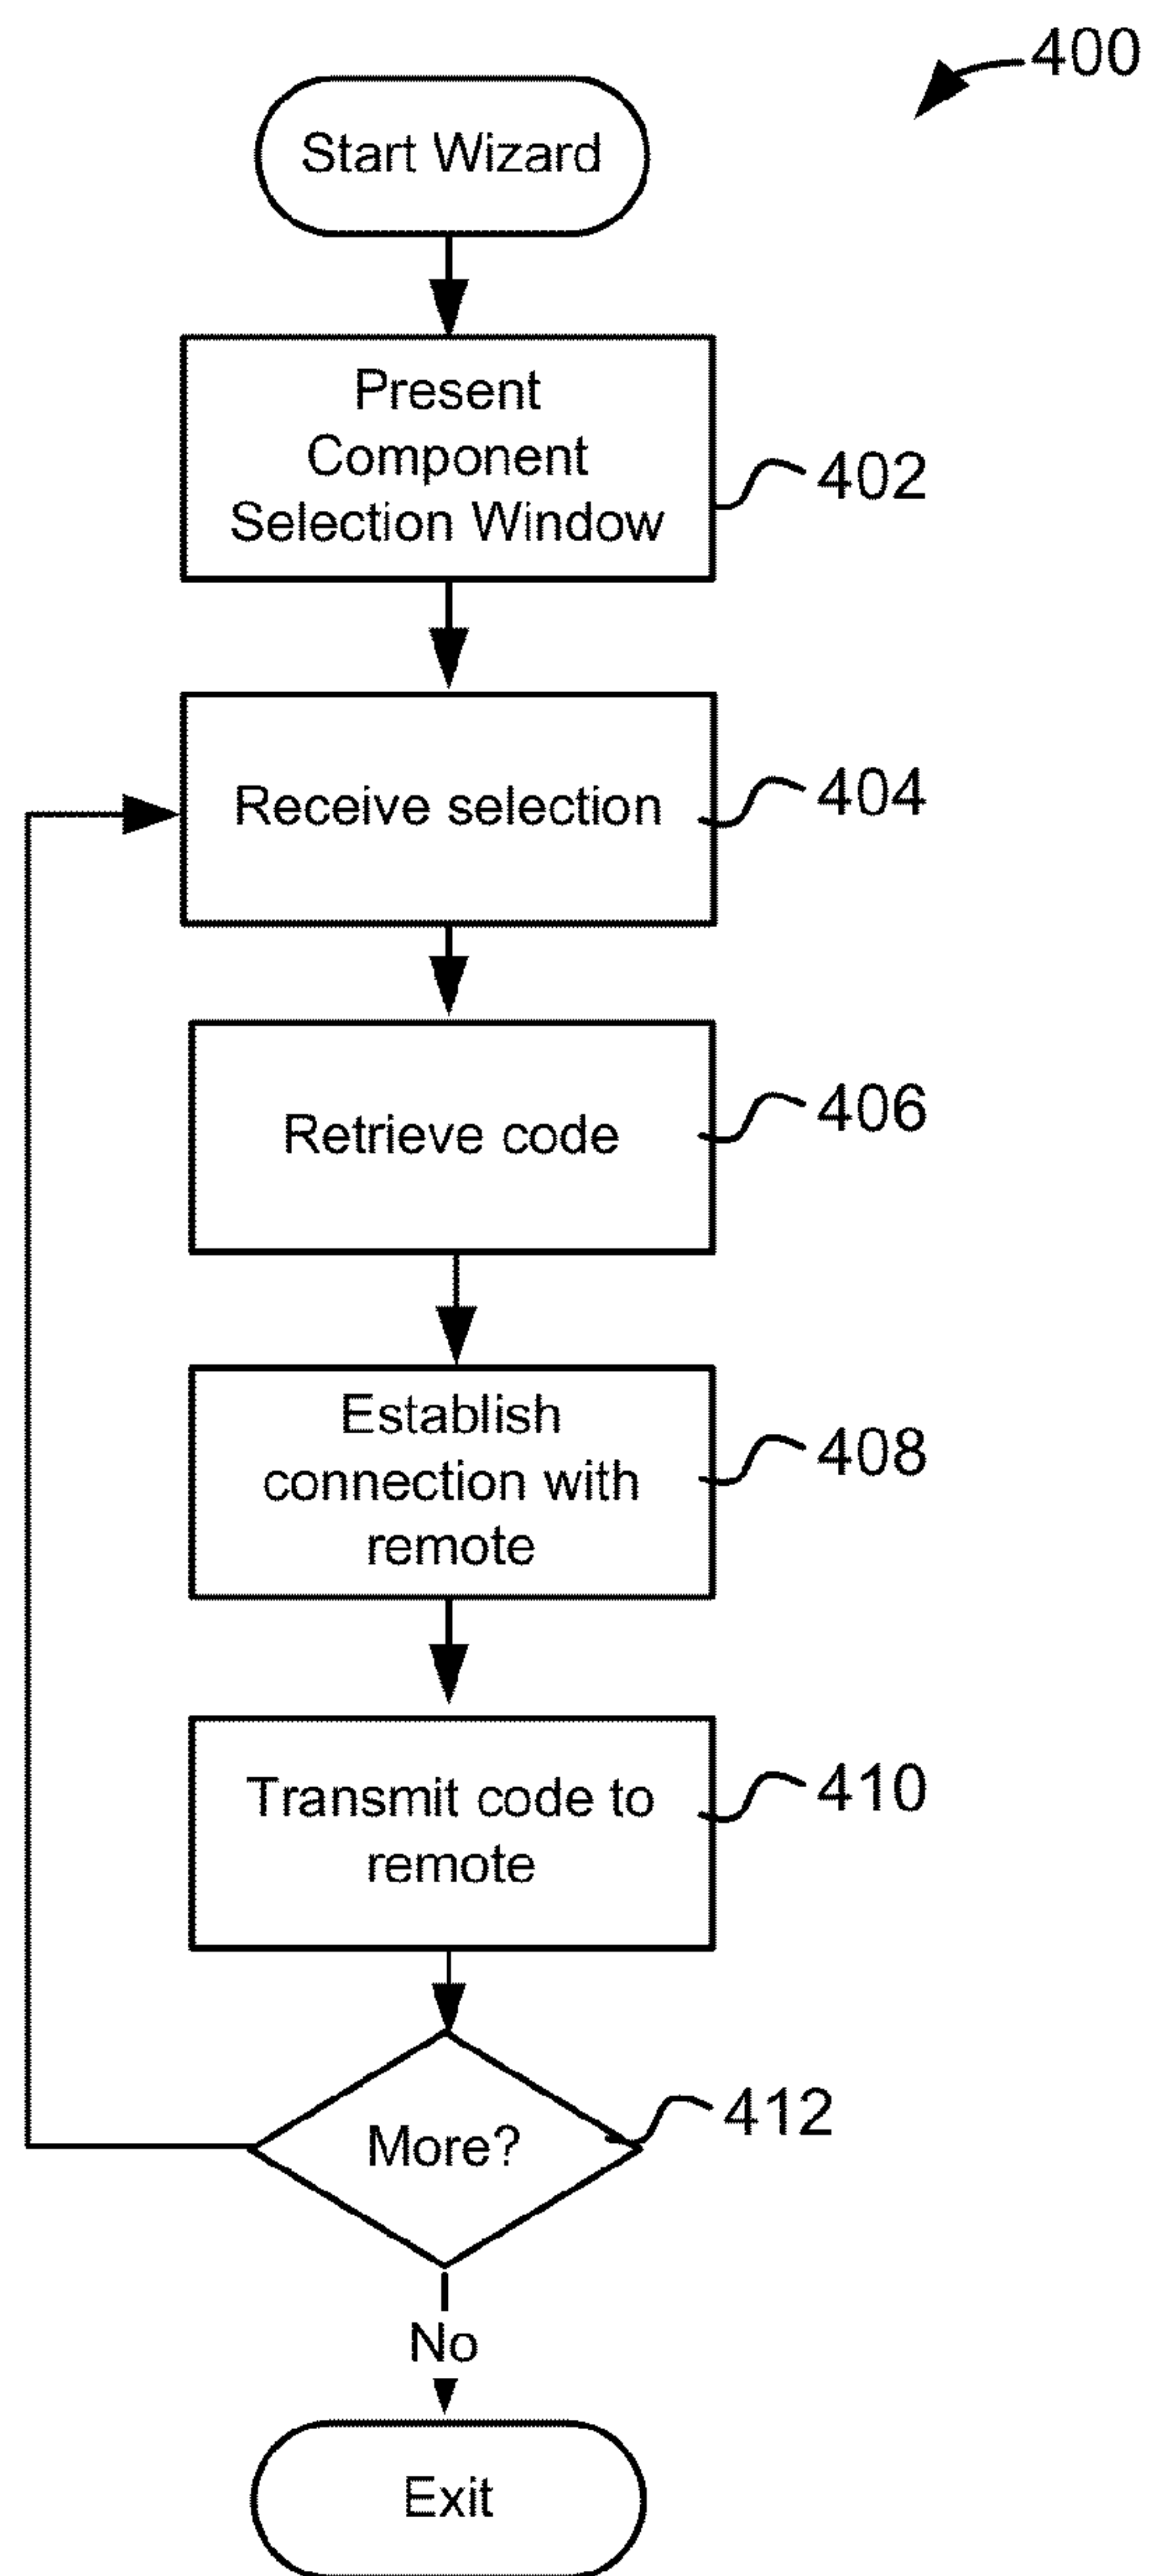 400
Start Wizard
Present
Component
Selection Window
402
Receive selection
404
Retrieve code
406
Establish
connection with
remote
408
Transmit code to
remote
410
More?
412
No
Exit